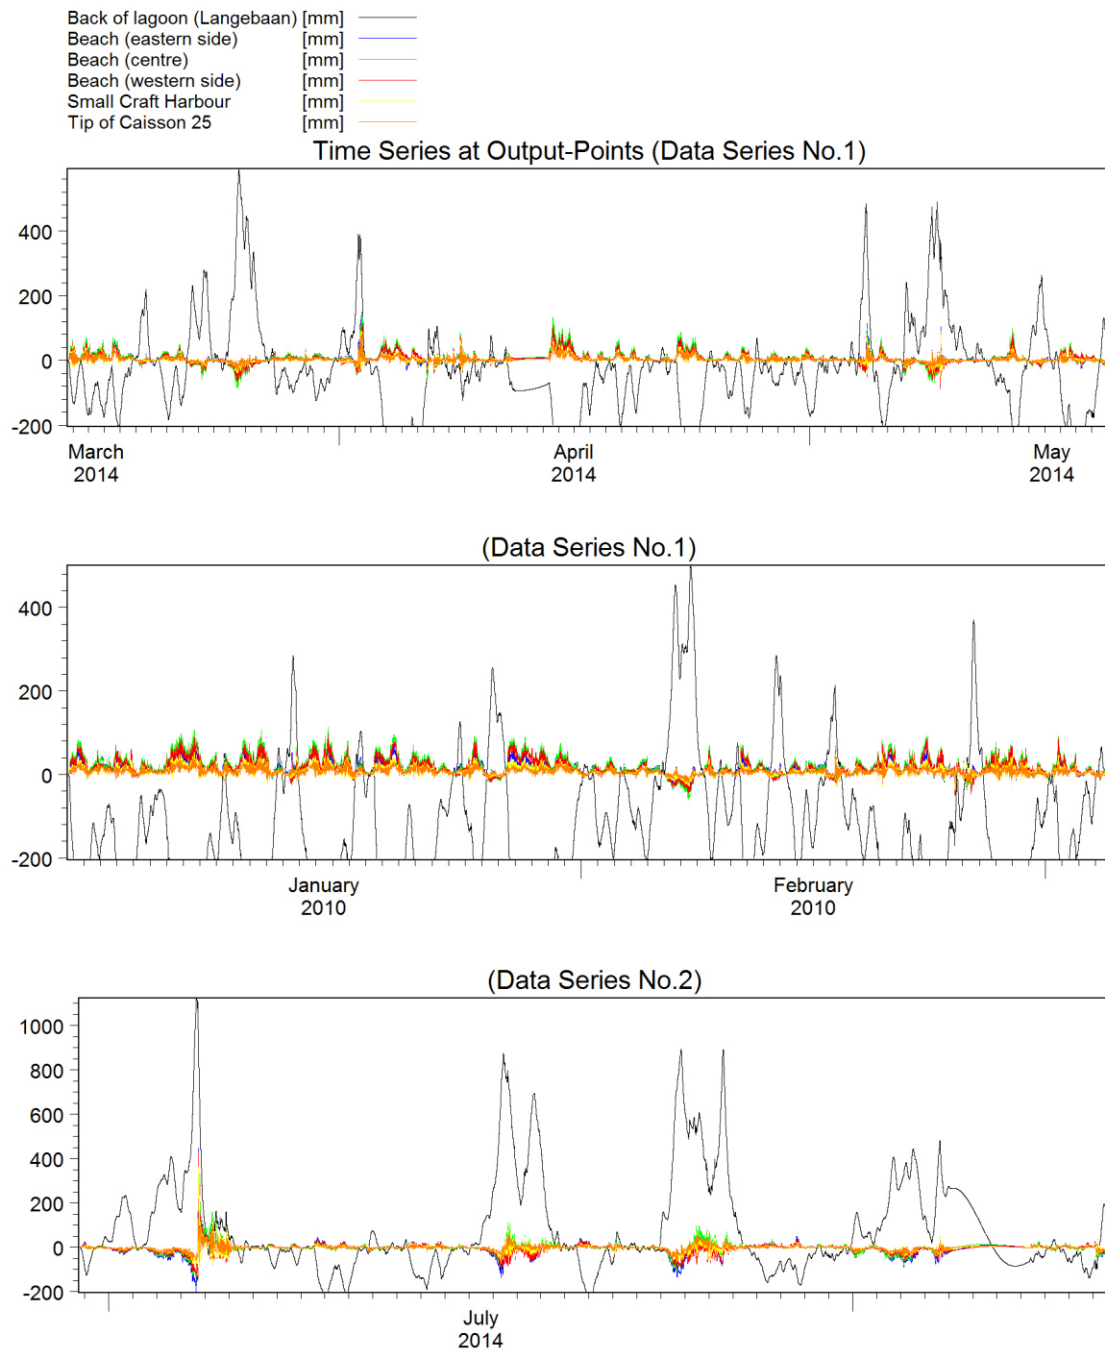 Back of lagoon (Langebaan) [mm]
Beach (eastern side) [mm]
Beach (centre) [mm]
Beach (western side) [mm]
Small Craft Harbour [mm]
Tip of Caisson 25 [mm]
Time Series at Output-Points (Data Series No.1)
400
200
0
-200
March April May
2014 2014 2014
(Data Series No.1)
400
200
0
-200
January February
2010 2010
(Data Series No.2)
1000
800
600
400
200
0
-200
July
2014